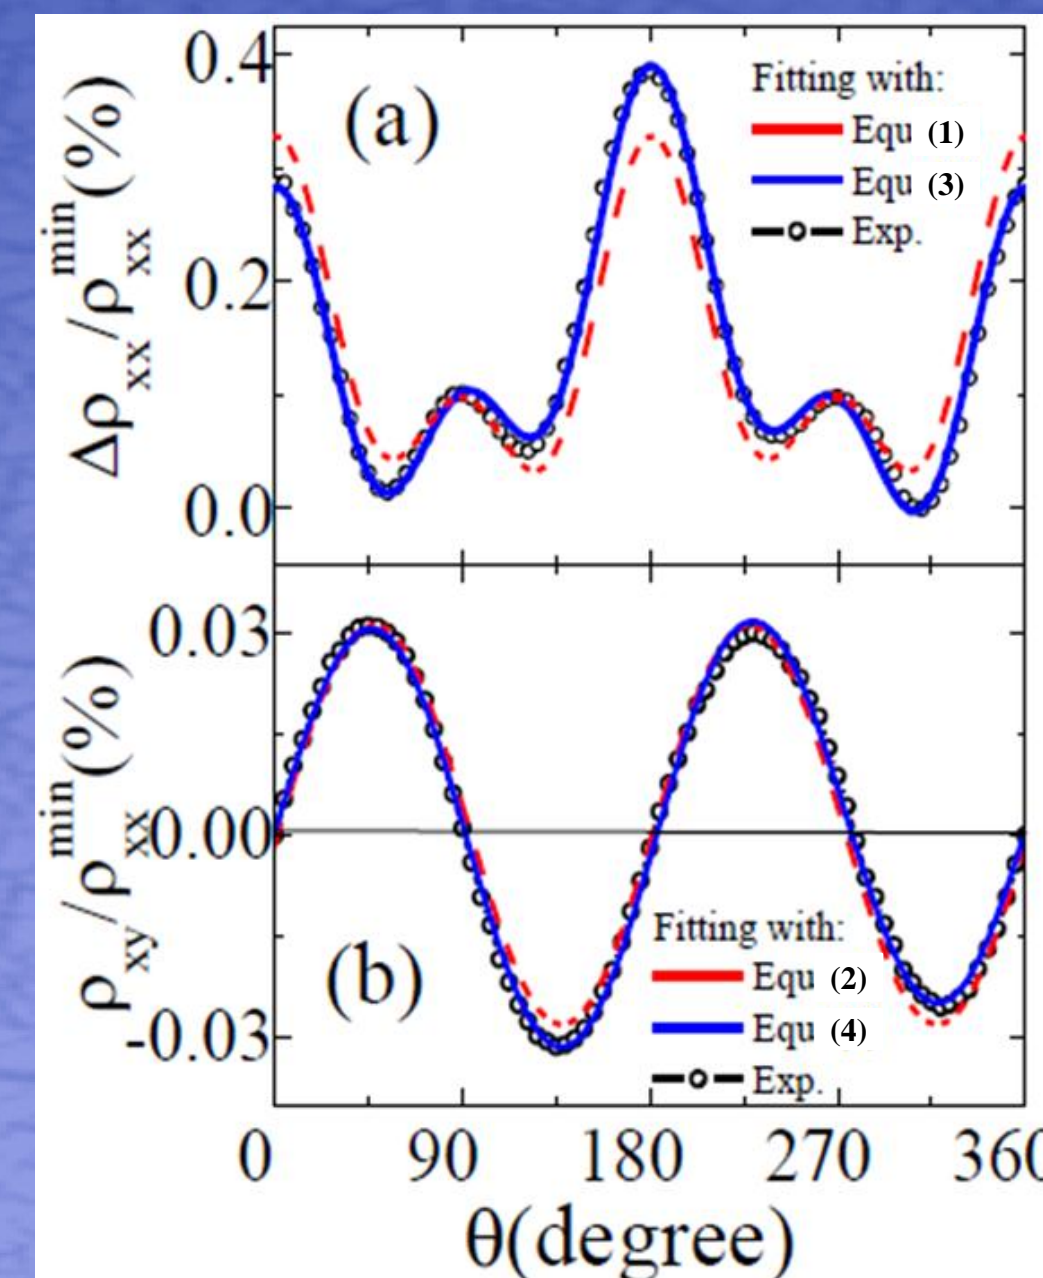 (a)
Fitting with:
Equ (1)
Equ (3)
Exp.
Δρxx/ρxxmin(%)
0.4
0.2
0.0
(b)
Fitting with:
Equ (2)
Equ (4)
Exp.
ρxy/ρxxmin(%)
0.03
0.00
-0.03
0 90 180 270 360
θ(degree)